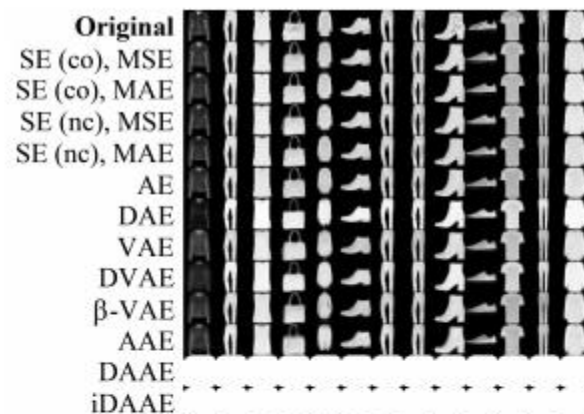 Original
SE (co), MSE
SE (co), MAE
SE (nc), MSE
SE (nc), MAE
AE
DAE
VAE
DVAE
β-VAE
AAE
DAAE
iDAAE